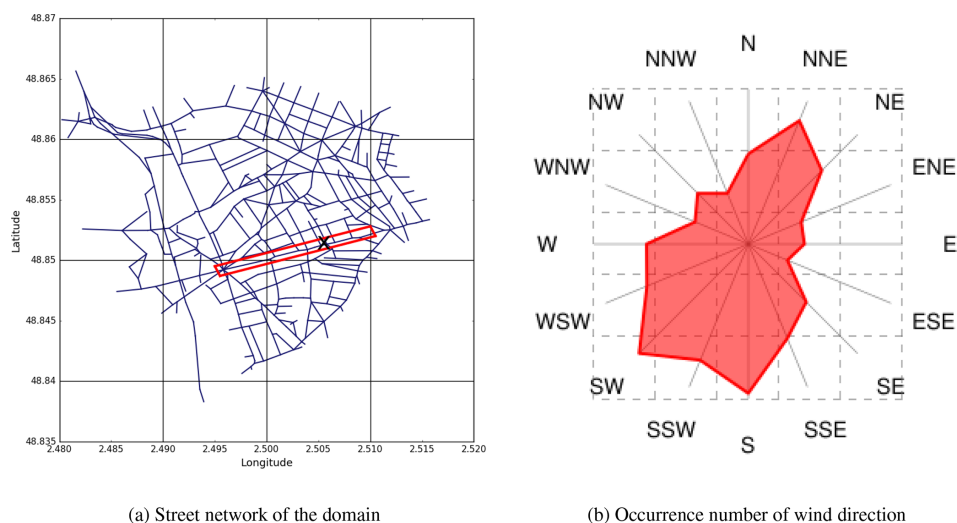 48.87
48.865
48.86
48.855
48.85
48.845
48.84
48.835
2.480
2.485
2.490
2.495
2.500
2.505
2.510
2.515
2.520
Latitude
Longitude
X
(a) Street network of the domain
N
NNE
NE
ENE
E
ESE
SE
SSE
S
SSW
SW
WSW
W
WNW
NW
NNW
(b) Occurrence number of wind direction